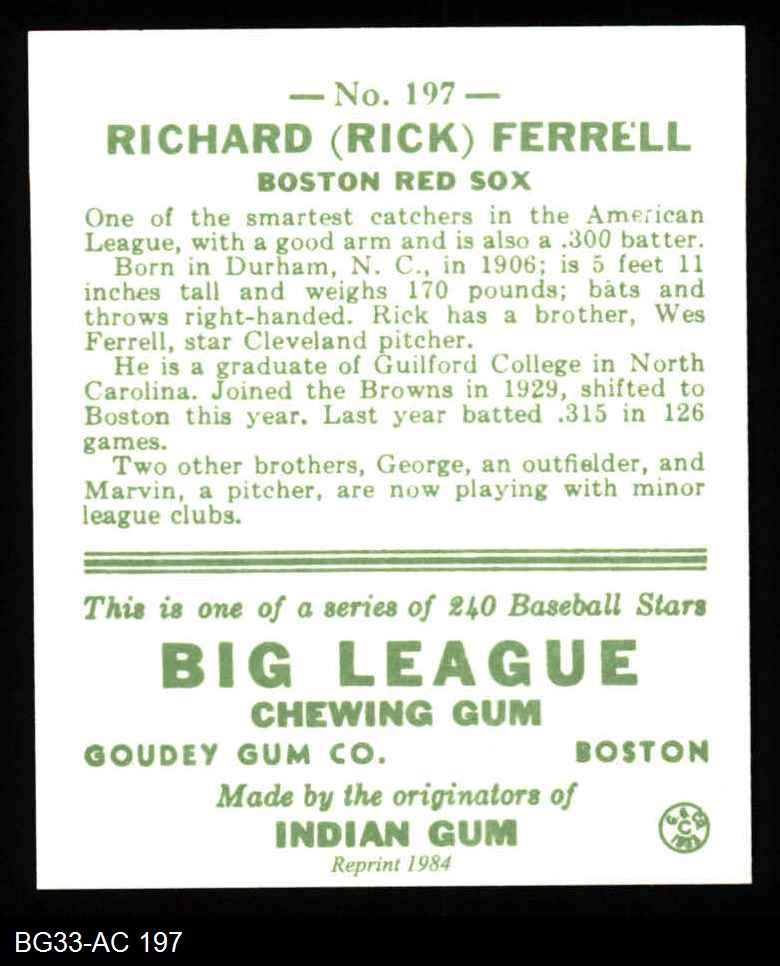 — No. 197 —
RICHARD (RICK) FERRELL
BOSTON RED SOX
One of the smartest catchers in the American
League, with a good arm and is also a .300 batter.
Born in Durham, N. C., in 1906; is 5 feet 11
inches tall and weighs 170 pounds; bats and
throws right-handed. Rick has a brother, Wes
Ferrell, star Cleveland pitcher.
He is a graduate of Guilford College in North
Carolina. Joined the Browns in 1929, shifted to
Boston this year. Last year batted .315 in 126
games.
Two other brothers, George, an outfielder, and
Marvin, a pitcher, are now playing with minor
league clubs.
This is one of a series of 240 Baseball Stars
BIG LEAGUE
CHEWING GUM
GOUDEY GUM CO. BOSTON
Made by the originators of
INDIAN GUM
Reprint 1984
C
BG33-AC 197